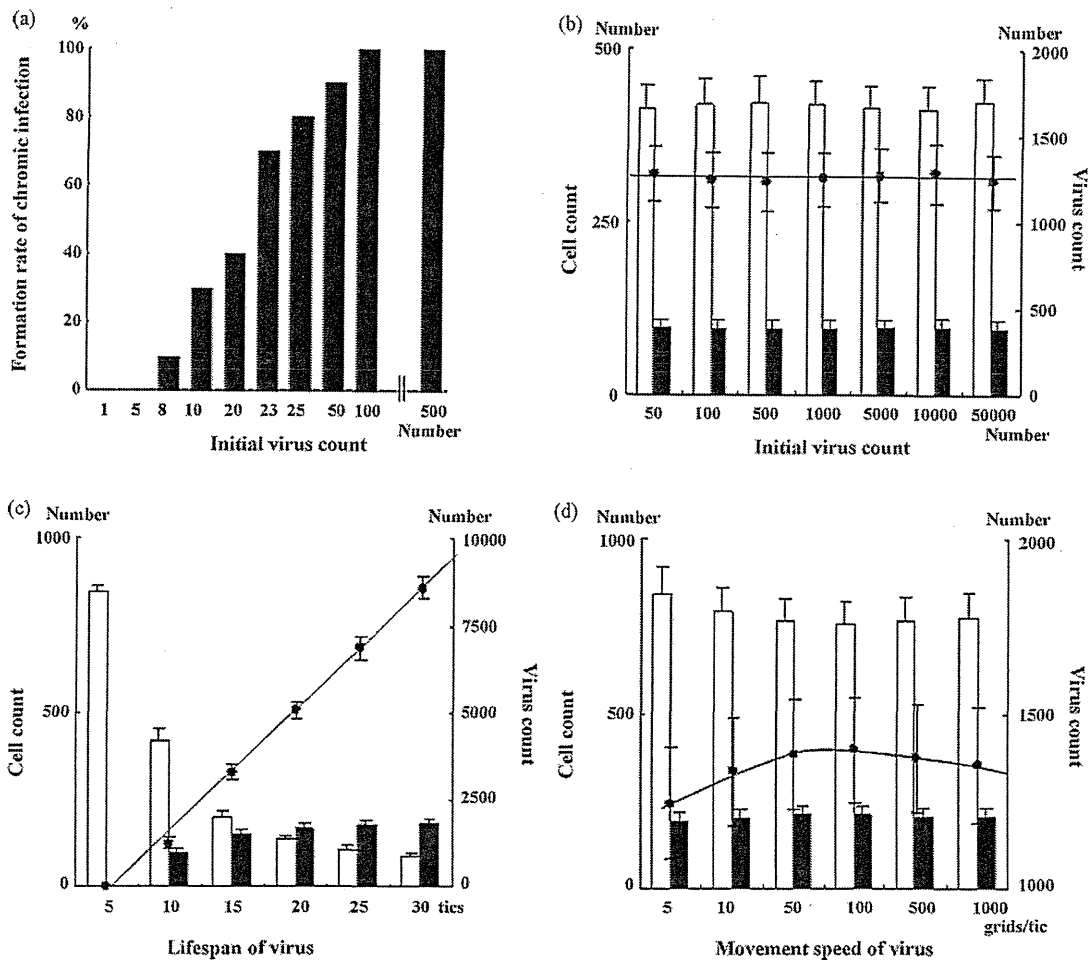 (a)
%
100
80
60
40
20
0
Formation rate of chromic infection
1 5 8 10 20 23 25 50 100 500
Number
Initial virus count
(b)
Number Number
500 2000
1500
250
1000
500
0 0
Cell count
Virus count
50 100 500 1000 5000 10000 50000
Number
Initial virus count
(c)
Number Number
1000 10000
7500
500 5000
2500
0 0
Cell count
Virus count
5 10 15 20 25 30 tics
Lifespan of virus
(d)
Number Number
1000 2000
500 1500
0 1000
Cell count
Virus count
5 10 50 100 500 1000
grids/tic
Movement speed of virus